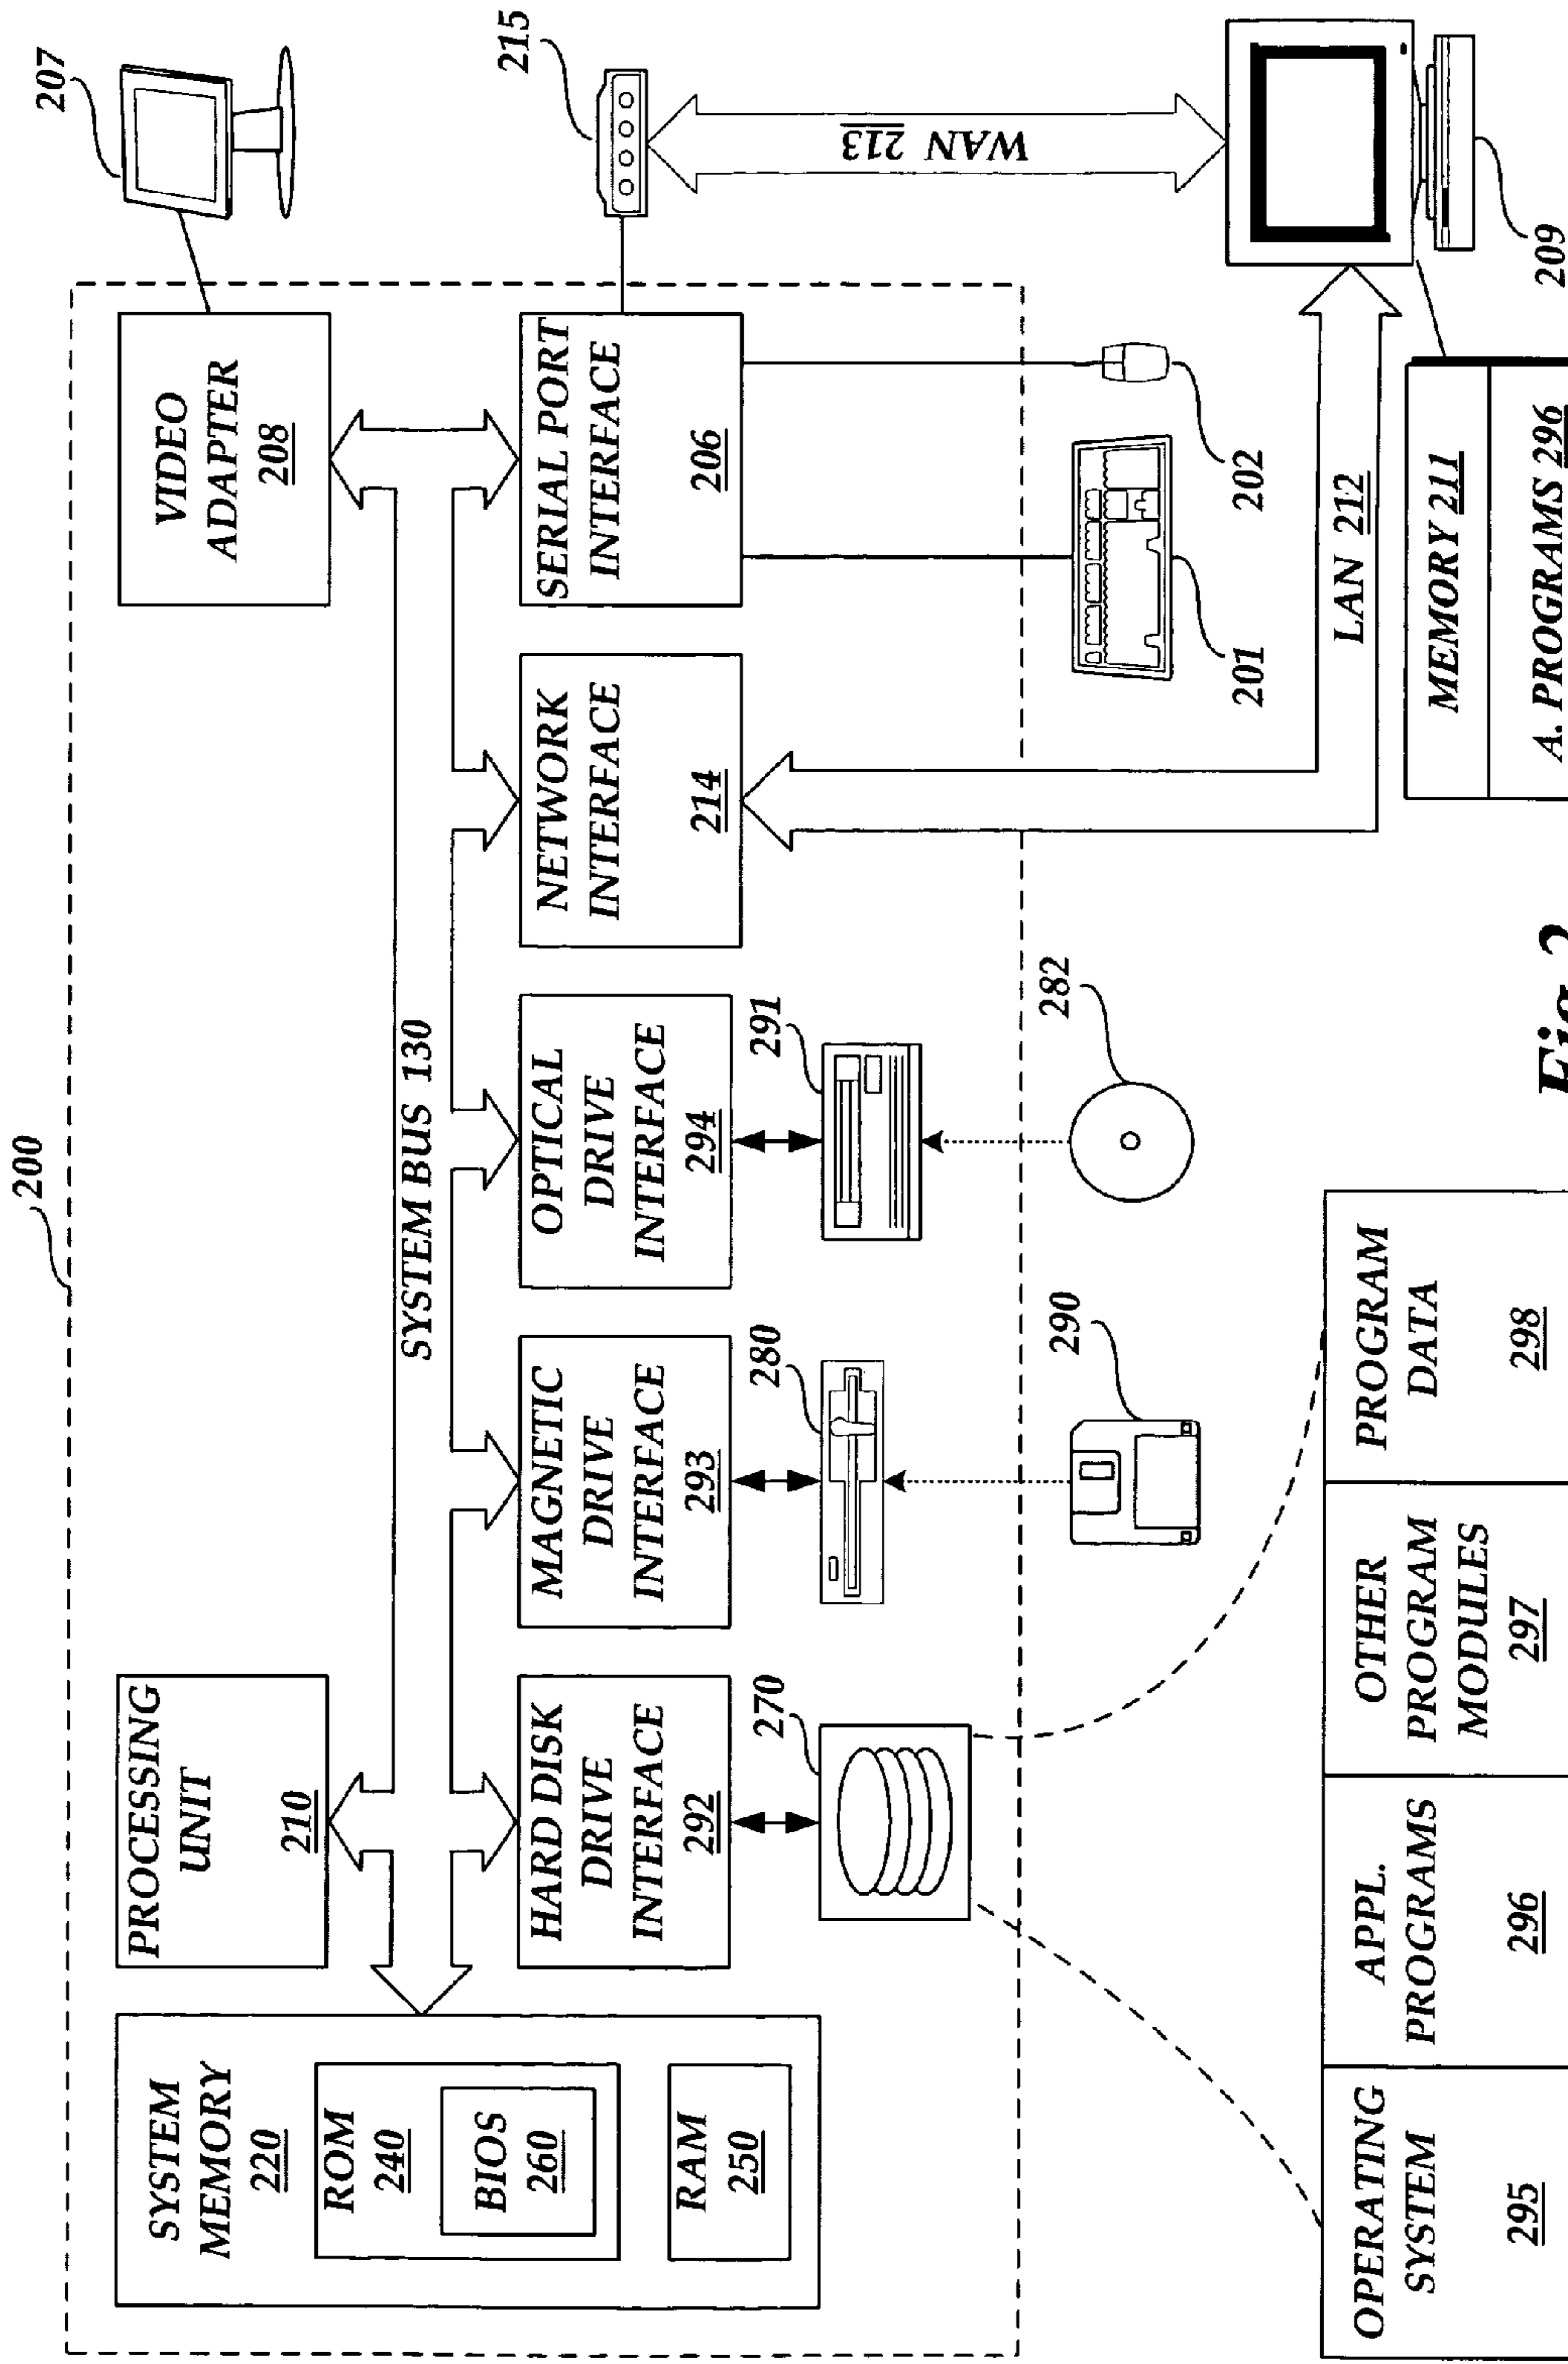 200
207
SYSTEM
MEMORY
220
ROM
240
BIOS
260
RAM
250
PROCESSING
UNIT
210
VIDEO
ADAPTER
208
SYSTEM BUS 130
HARD DISK
DRIVE
INTERFACE
292
MAGNETIC
DRIVE
INTERFACE
293
OPTICAL
DRIVE
INTERFACE
294
NETWORK
INTERFACE
214
SERIAL PORT
INTERFACE
206
215
270
280
291
WAN 213
290
282
201
202
LAN 212
209
OPERATING
SYSTEM
295
APPL.
PROGRAMS
296
OTHER
PROGRAM
MODULES
297
PROGRAM
DATA
298
MEMORY 211
A. PROGRAMS 296
Fig. 2